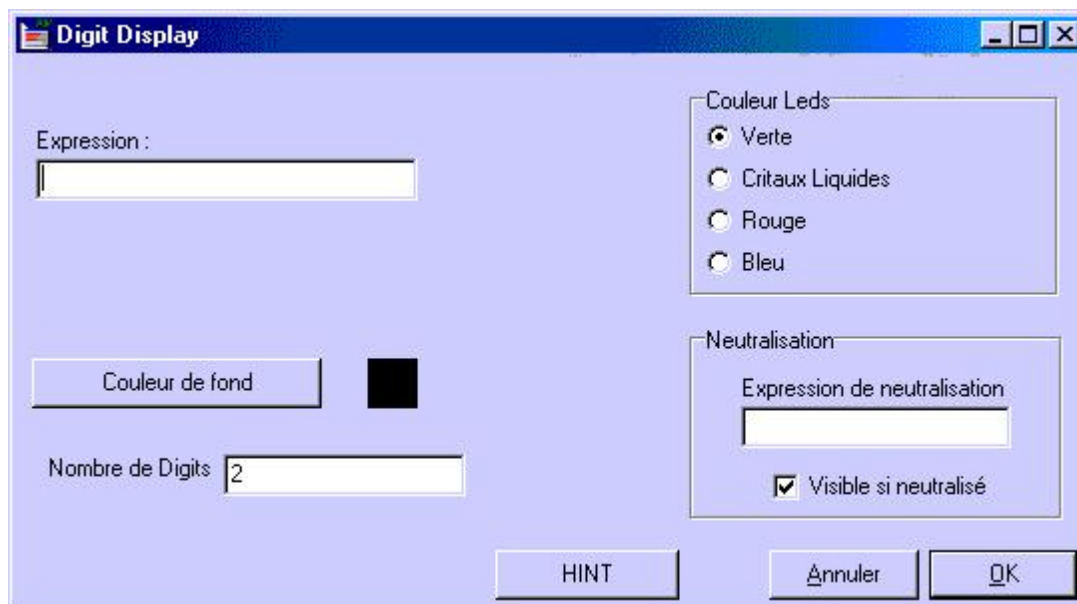 Digit Display
Expression :
Couleur Leds
Verte
Critaux Liquides
Rouge
Bleu
Couleur de fond
Nombre de Digits 2
Neutralisation
Expression de neutralisation
Visible si neutralisé
HINT
Annuler
OK